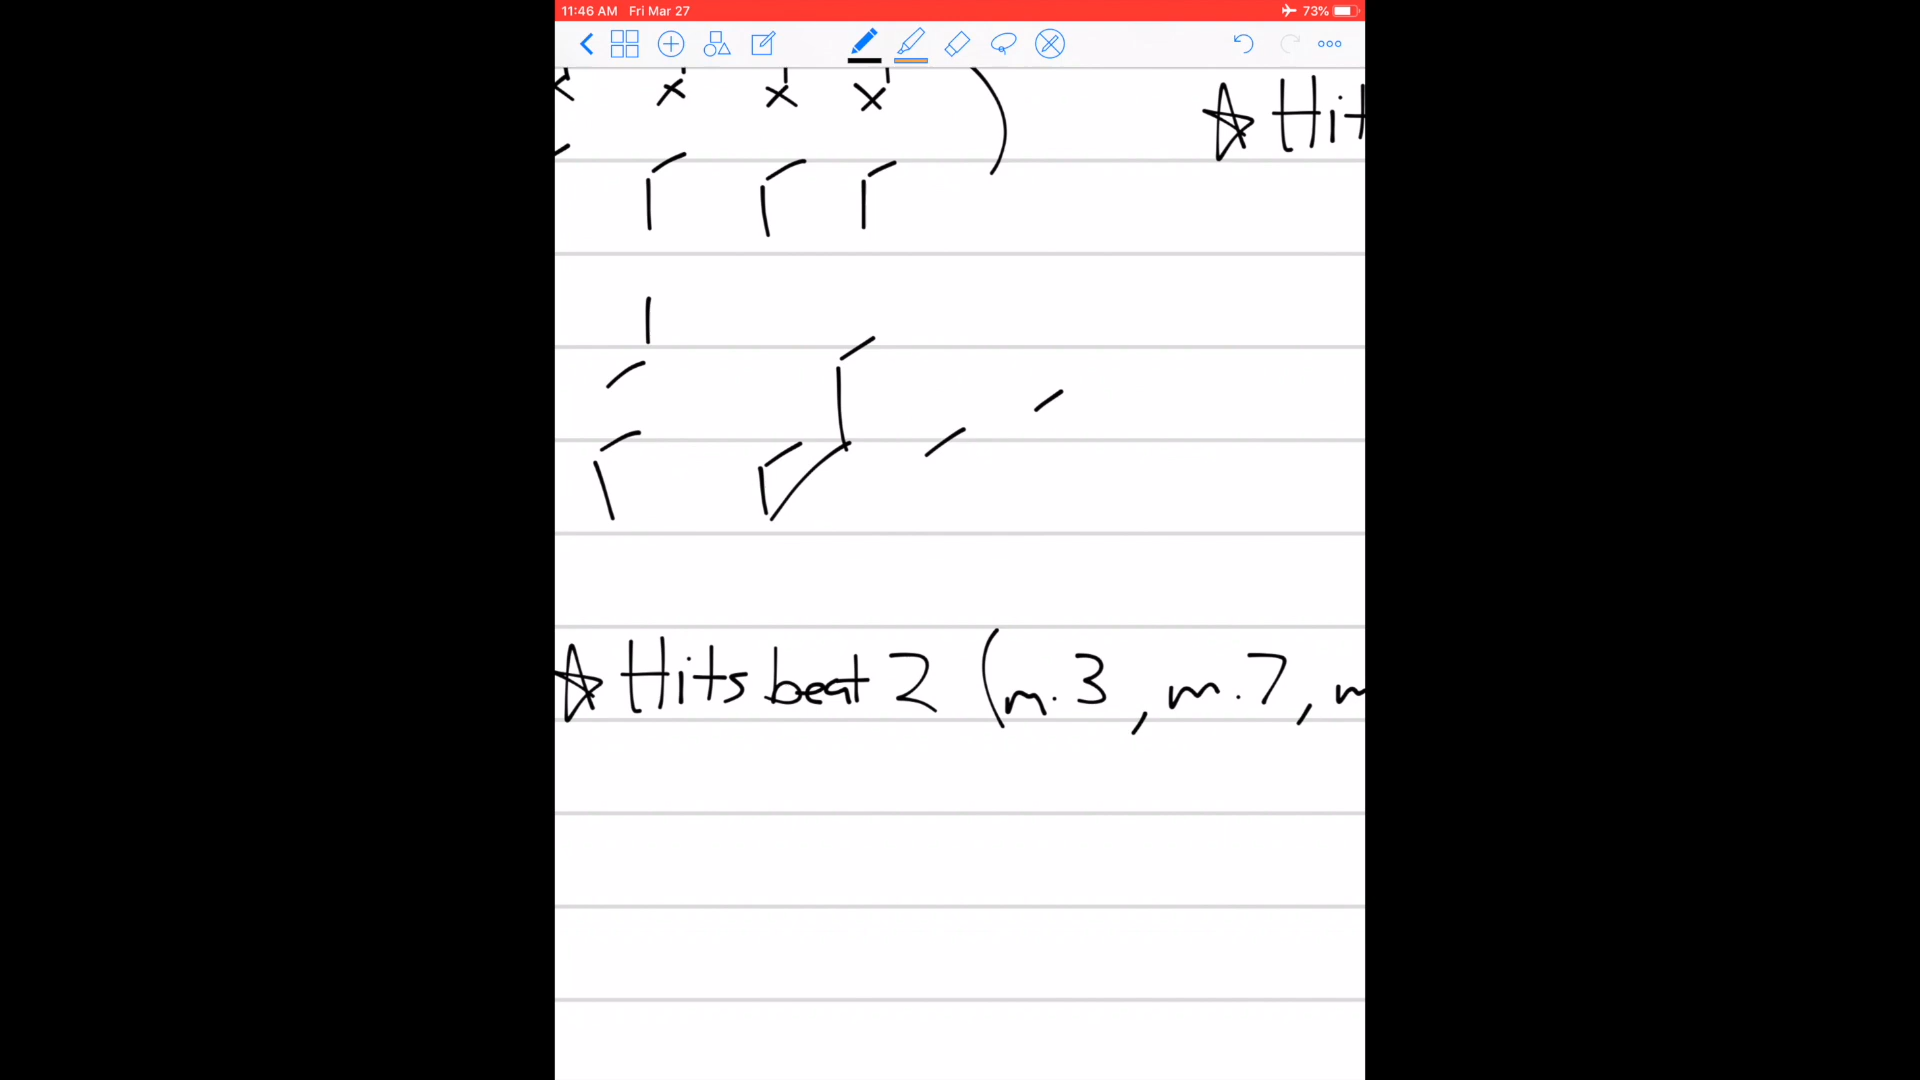 11:46 AM Fri Mar 27 73%
x x x ) ☆ Hit
☆ Hits beat 2 (m. 3, m. 7, m